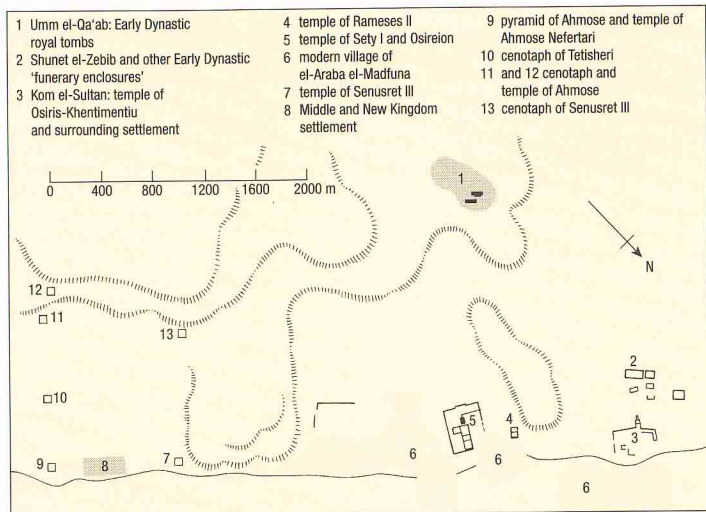 1 Umm el-Qa‘ab: Early Dynastic
royal tombs
2 Shunet el-Zebib and other Early Dynastic
‘funerary enclosures’
3 Kom el-Sultan: temple of
Osiris-Khentimentiu
and surrounding settlement
4 temple of Rameses II
5 temple of Sety I and Osireion
6 modern village of
el-Araba el-Madfuna
7 temple of Senusret III
8 Middle and New Kingdom
settlement
9 pyramid of Ahmose and temple of
Ahmose Nefertari
10 cenotaph of Tetisheri
11 and 12 cenotaph and
temple of Ahmose
13 cenotaph of Senusret III
0 400 800 1200 1600 2000 m
1
N
12
11
13
2
10
5
4
3
9
8
7
6
6
6